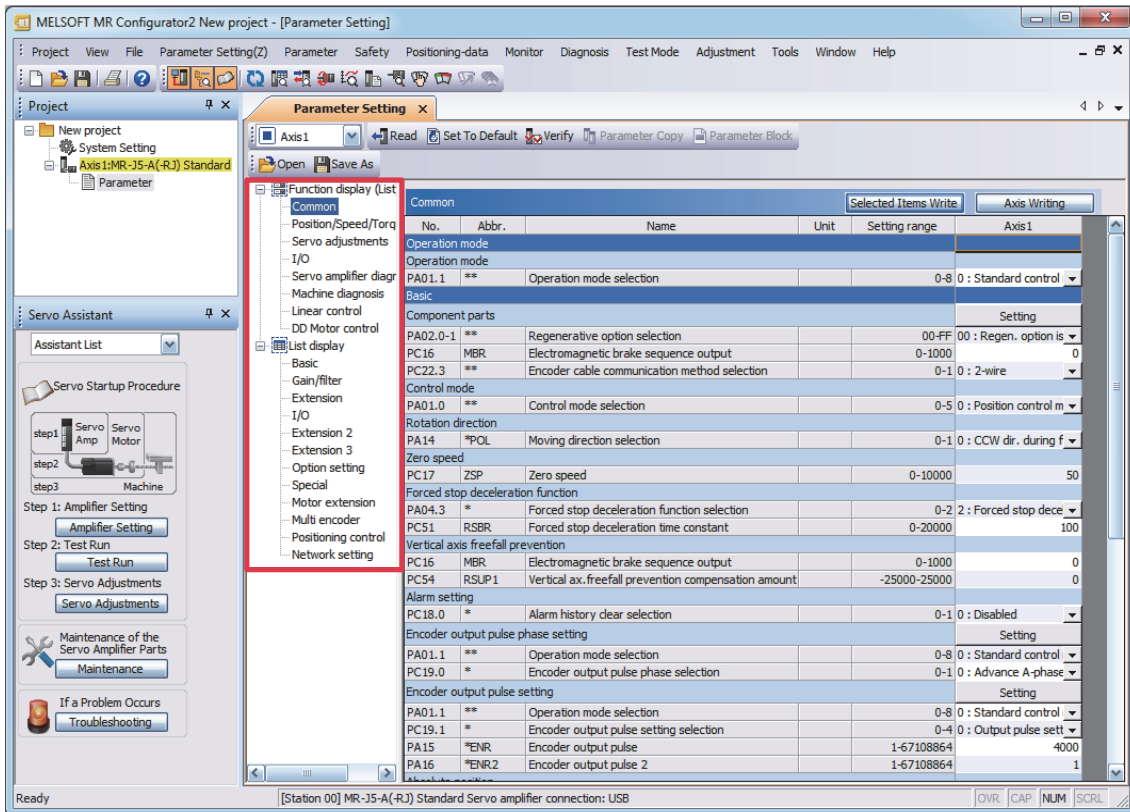 MELSOFT MR Configurator2 New project - [Parameter Setting]
Project View File Parameter Setting(Z) Parameter Safety Positioning-data Monitor Diagnosis Test Mode Adjustment Tools Window Help
Project
New project
System Setting
Axis1:MR-J5-A(-RJ) Standard
Parameter
Servo Assistant
Assistant List
Servo Startup Procedure
step1 Servo Amp Servo Motor
step2
step3 Machine
Step 1: Amplifier Setting
Amplifier Setting
Step 2: Test Run
Test Run
Step 3: Servo Adjustments
Servo Adjustments
Maintenance of the
Servo Amplifier Parts
Maintenance
If a Problem Occurs
Troubleshooting
Parameter Setting
Axis1 Read Set To Default Verify Parameter Copy Parameter Block
Open Save As
Function display (List
Common
Position/Speed/Torq
Servo adjustments
I/O
Servo amplifier diagr
Machine diagnosis
Linear control
DD Motor control
List display
Basic
Gain/filter
Extension
I/O
Extension 2
Extension 3
Option setting
Special
Motor extension
Multi encoder
Positioning control
Network setting
Common Selected Items Write Axis Writing
No. Abbr. Name Unit Setting range Axis1
Operation mode
Operation mode
PA01.1 ** Operation mode selection 0-8 0 : Standard control
Basic
Component parts Setting
PA02.0-1 ** Regenerative option selection 00-FF 00 : Regen. option is
PC16 MBR Electromagnetic brake sequence output 0-1000 0
PC22.3 ** Encoder cable communication method selection 0-1 0 : 2-wire
Control mode
PA01.0 ** Control mode selection 0-5 0 : Position control m
Rotation direction
PA14 *POL Moving direction selection 0-1 0 : CCW dir. during f
Zero speed
PC17 ZSP Zero speed 0-10000 50
Forced stop deceleration function
PA04.3 * Forced stop deceleration function selection 0-2 2 : Forced stop dece
PC51 RSBR Forced stop deceleration time constant 0-20000 100
Vertical axis freefall prevention
PC16 MBR Electromagnetic brake sequence output 0-1000 0
PC54 RSUP1 Vertical ax.freefall prevention compensation amount -25000-25000 0
Alarm setting
PC18.0 * Alarm history clear selection 0-1 0 : Disabled
Encoder output pulse phase setting Setting
PA01.1 ** Operation mode selection 0-8 0 : Standard control
PC19.0 * Encoder output pulse phase selection 0-1 0 : Advance A-phase
Encoder output pulse setting Setting
PA01.1 ** Operation mode selection 0-8 0 : Standard control
PC19.1 * Encoder output pulse setting selection 0-4 0 : Output pulse sett
PA15 *ENR Encoder output pulse 1-67108864 4000
PA16 *ENR2 Encoder output pulse 2 1-67108864 1
Ready [Station 00] MR-J5-A(-RJ) Standard Servo amplifier connection: USB OVR CAP NUM SCRL